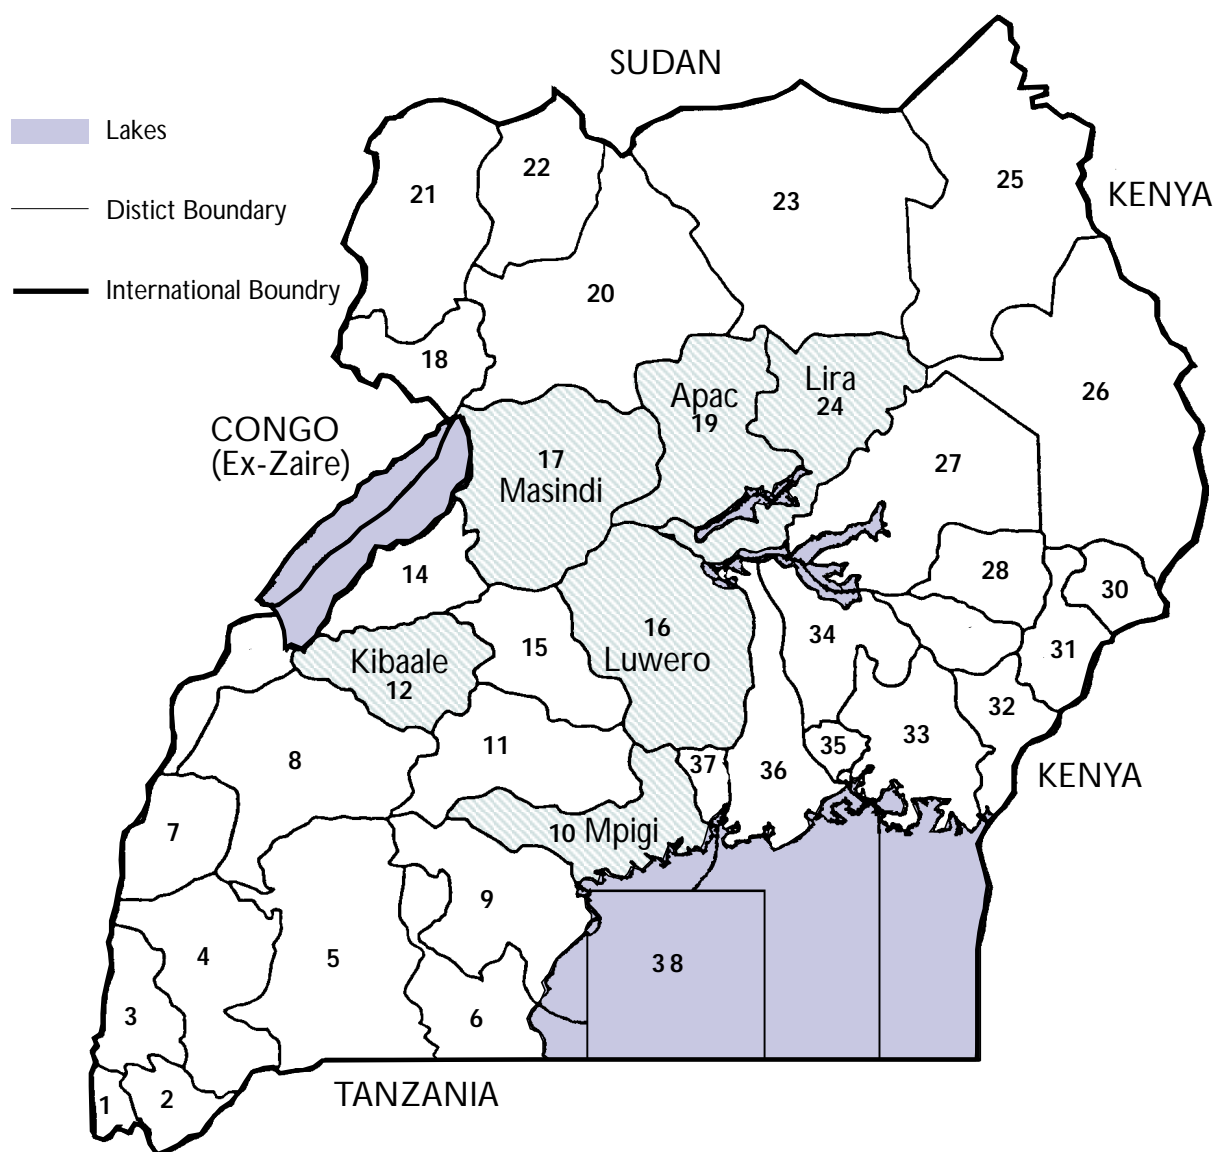 SUDAN
Lakes
22
25
21
KENYA
23
Distict Boundary
International Boundry
20
18
Lira
Apac
24
26
19
CONGO
(Ex-Zaire)
17
27
Masindi
14
28
30
16
34
15
31
Kibaale
Luwero
12
32
33
11
35
8
37
36
KENYA
7
10 Mpigi
9
4
5
38
3
6
TANZANIA
1
2